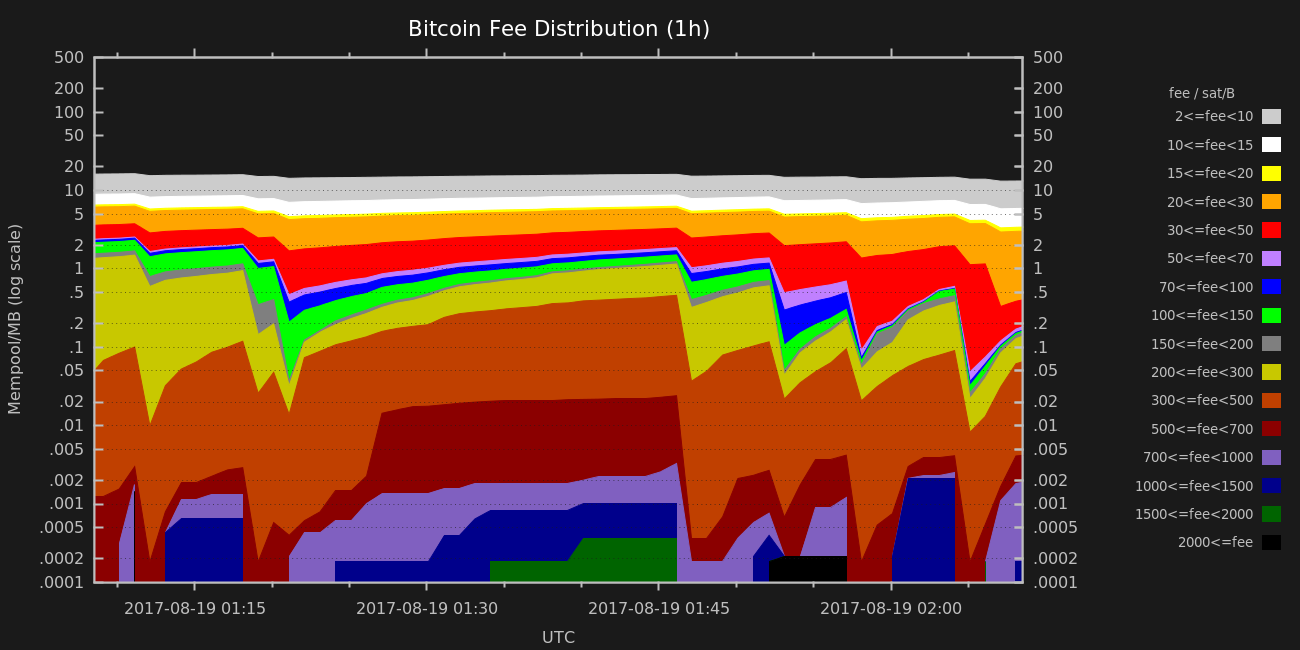 Bitcoin Fee Distribution (1h)
500
200
100
50
20
10
5
2
1
.5
.2
.1
.05
.02
.01
.005
.002
.001
.0005
.0002
.0001
Mempool/MB (log scale)
500
200
100
50
20
10
5
2
1
.5
.2
.1
.05
.02
.01
.005
.002
.001
.0005
.0002
.0001
2017-08-19 01:15
2017-08-19 01:30
2017-08-19 01:45
2017-08-19 02:00
UTC
fee / sat/B
2<=fee<10
10<=fee<15
15<=fee<20
20<=fee<30
30<=fee<50
50<=fee<70
70<=fee<100
100<=fee<150
150<=fee<200
200<=fee<300
300<=fee<500
500<=fee<700
700<=fee<1000
1000<=fee<1500
1500<=fee<2000
2000<=fee